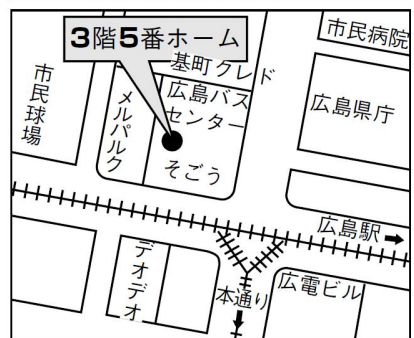 3階5番ホーム
市民病院
基町クレド
市民球場
メルパルク
広島バス
センター
そごう
広島県庁
広島駅
デオデオ
本通り
広電ビル